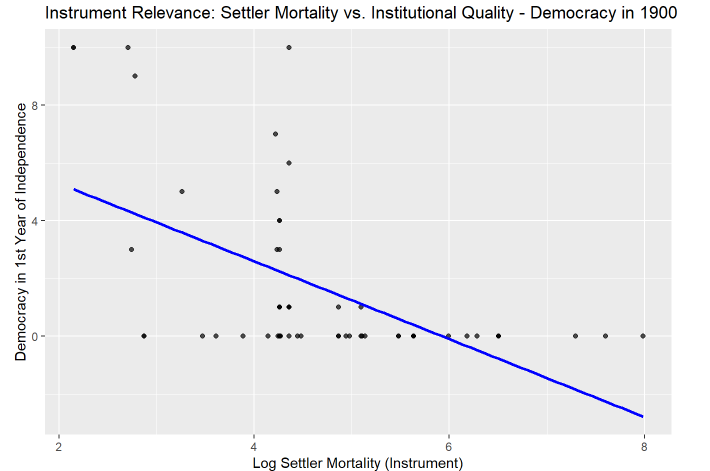 Instrument Relevance: Settler Mortality vs. Institutional Quality - Democracy in 1900
Democracy in 1st Year of Independence
8
4
0
2
4
6
8
Log Settler Mortality (Instrument)